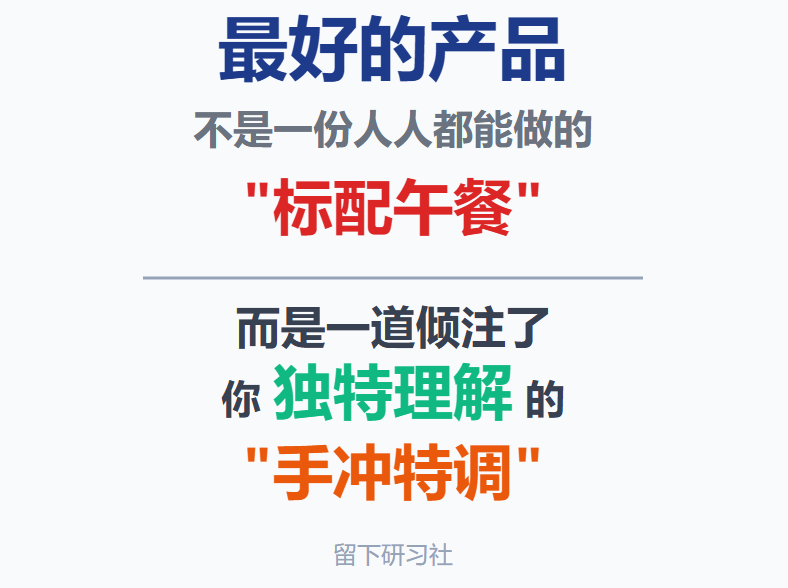 最好的产品
不是一份人人都能做的
"标配午餐"
而是一道倾注了
你 独特理解 的
"手冲特调"
留下研习社